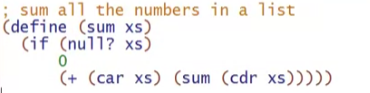 ; sum all the numbers in a list
(define (sum xs)
  (if (null? xs)
      0
      (+ (car xs) (sum (cdr xs)))))